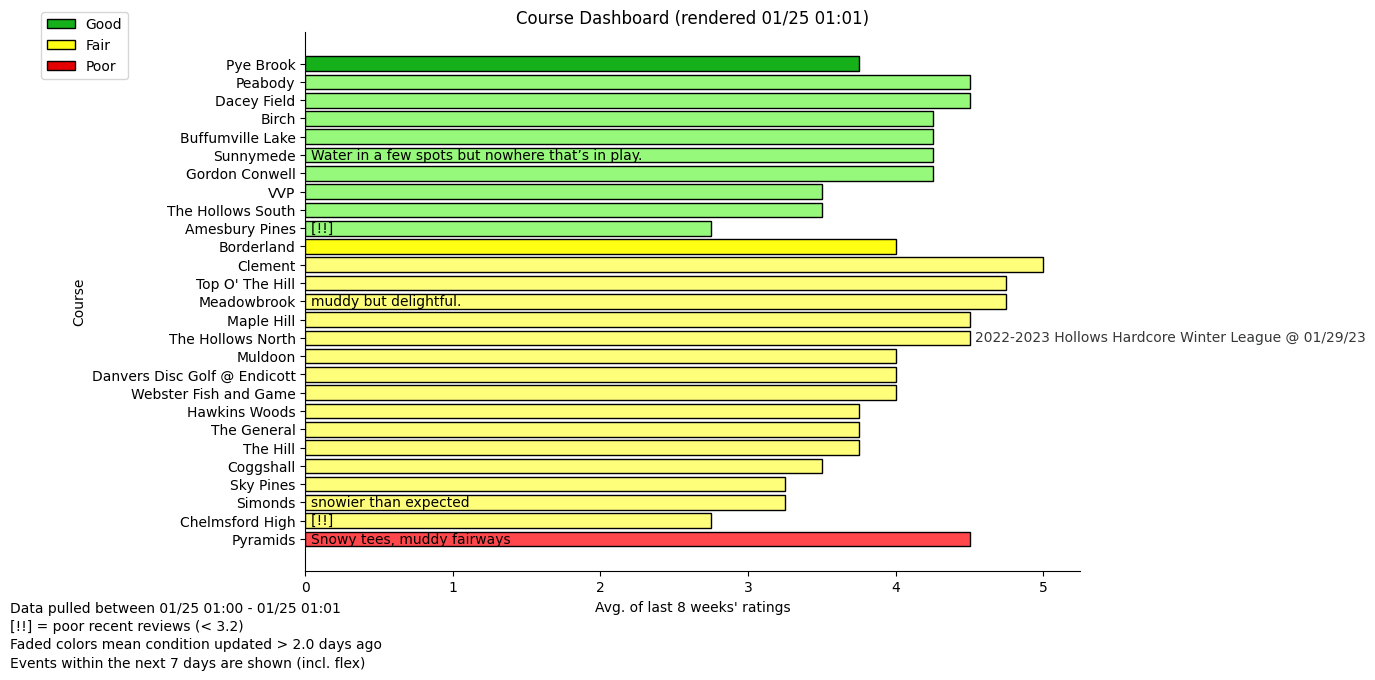 Course Dashboard (rendered 01/25 01:01)
Good
Fair
Poor
Course
Pye Brook
Peabody
Dacey Field
Birch
Buffumville Lake
Sunnymede Water in a few spots but nowhere that’s in play.
Gordon Conwell
VVP
The Hollows South
Amesbury Pines [!!]
Borderland
Clement
Top O' The Hill
Meadowbrook muddy but delightful.
Maple Hill
The Hollows North 2022-2023 Hollows Hardcore Winter League @ 01/29/23
Muldoon
Danvers Disc Golf @ Endicott
Webster Fish and Game
Hawkins Woods
The General
The Hill
Coggshall
Sky Pines
Simonds snowier than expected
Chelmsford High [!!]
Pyramids Snowy tees, muddy fairways
0 1 2 3 4 5
Avg. of last 8 weeks' ratings
Data pulled between 01/25 01:00 - 01/25 01:01
[!!] = poor recent reviews (< 3.2)
Faded colors mean condition updated > 2.0 days ago
Events within the next 7 days are shown (incl. flex)